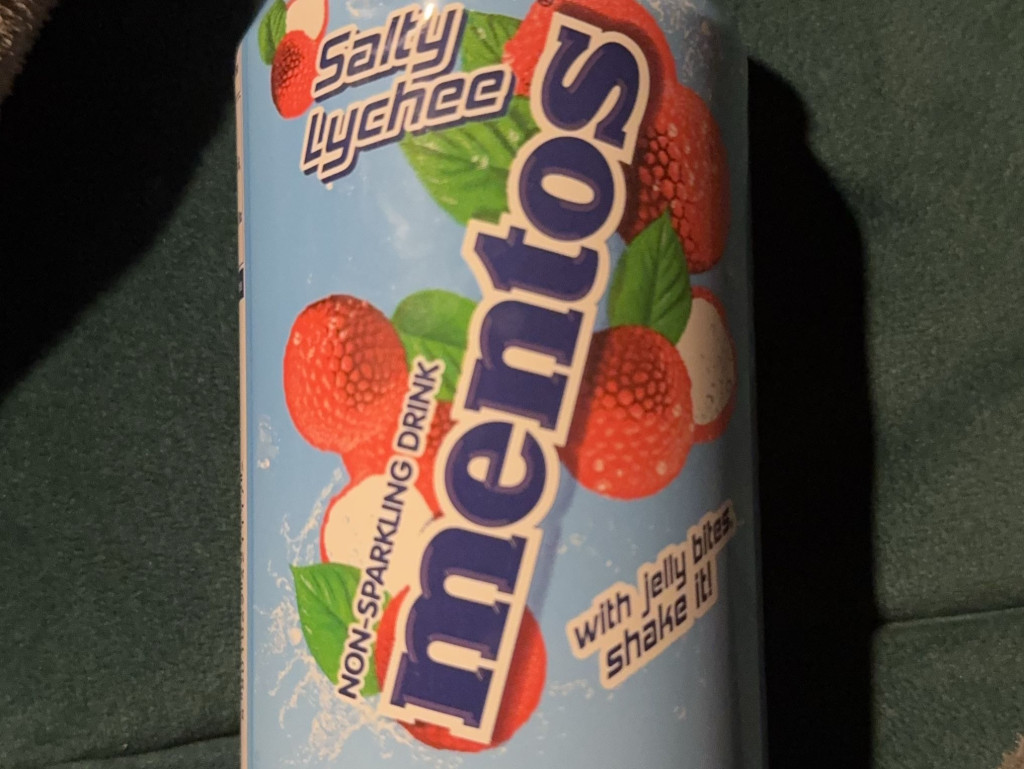 Salty
Lychee
mentos
NON-SPARKLING DRINK
with jelly bites,
shake it!